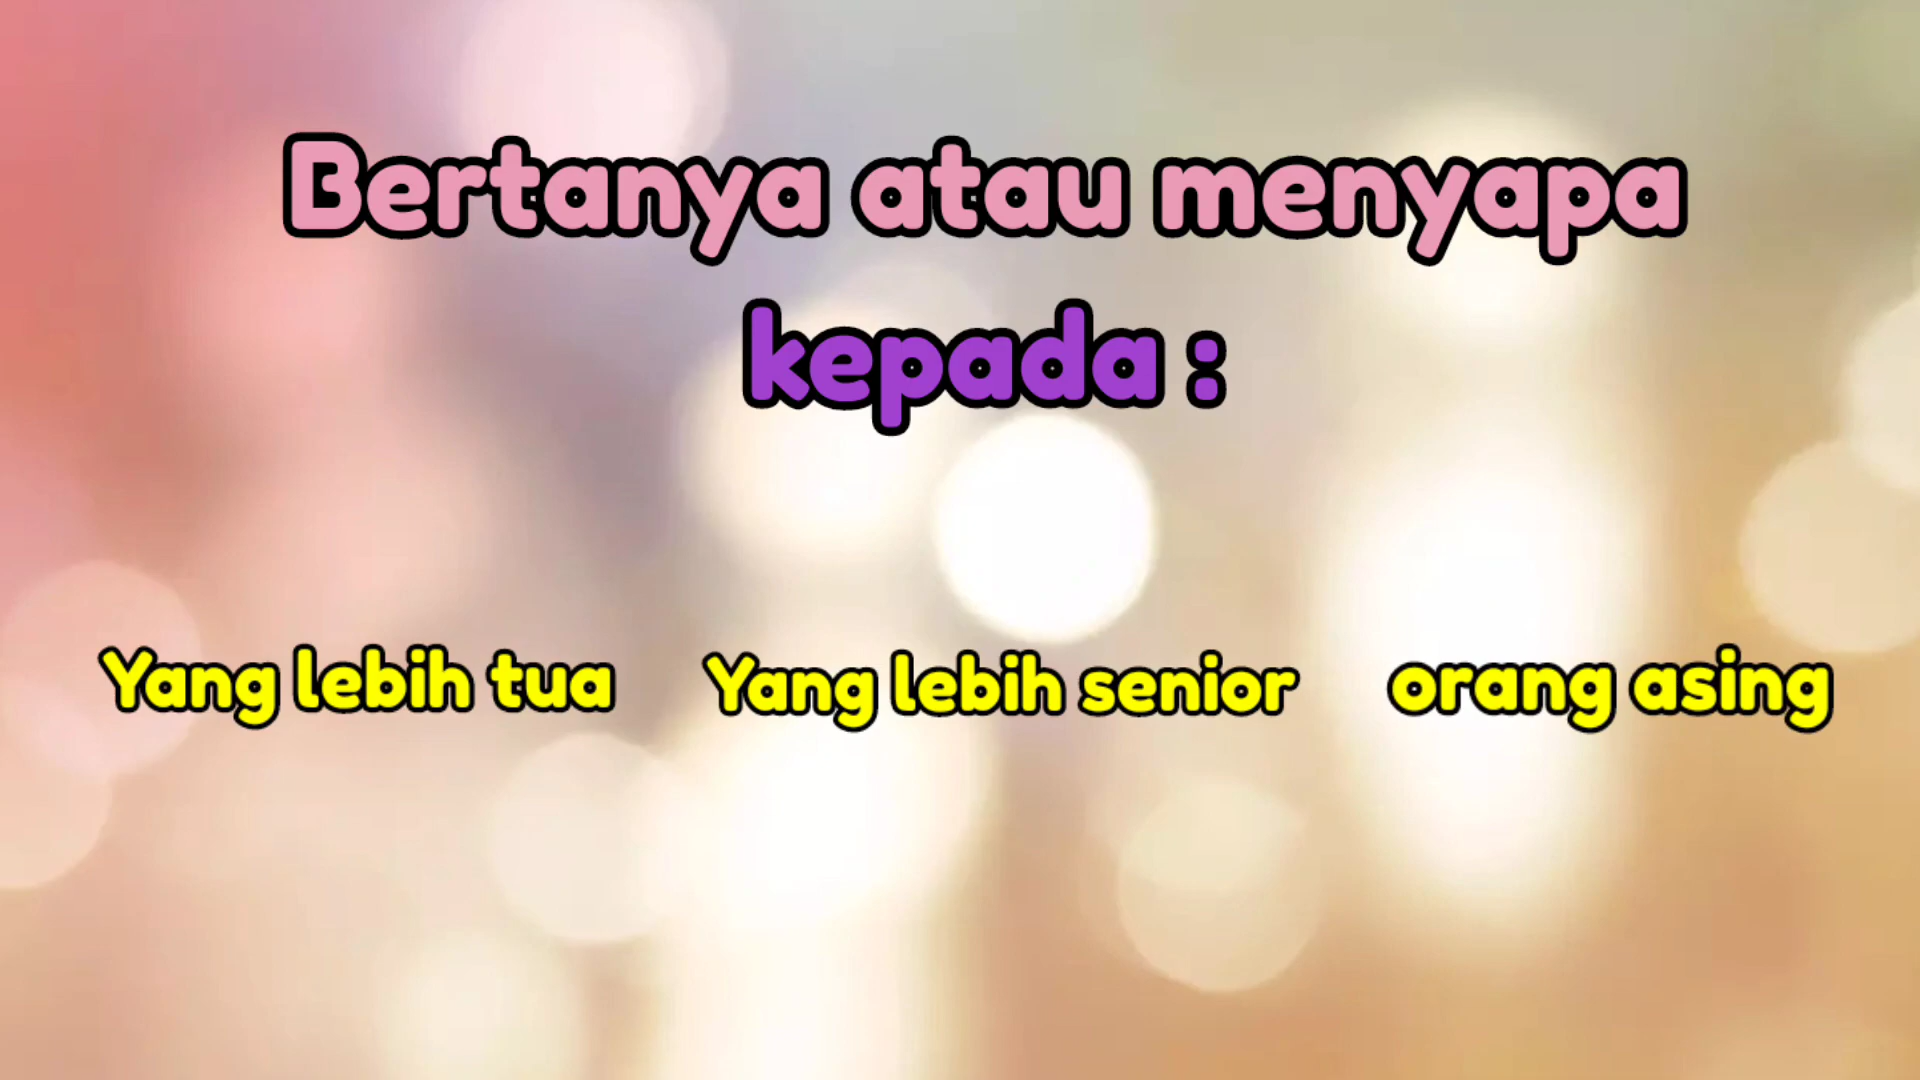 Bertanya atau menyapa
kepada :
Yang lebih tua
Yang lebih senior
orang asing